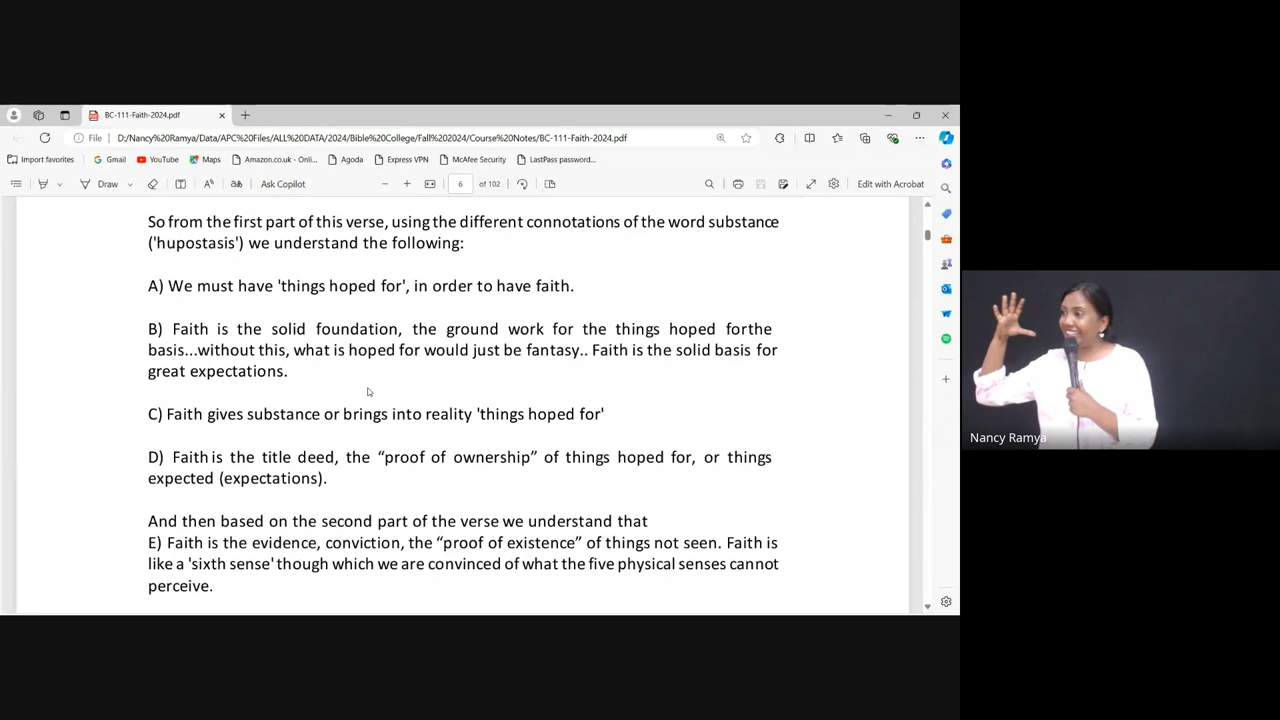 BC-111-Faith-2024.pdf
File
D:/Nancy%20Ramya/Data/APC%20Files/ALL%20DATA/2024/Bible%20College/Fall%202024/Course%20Notes/BC-111-Faith-2024.pdf
Import favorites Gmail YouTube Maps Amazon.co.uk - Onli... Agoda Express VPN McAfee Security LastPass password...
Draw Ask Copilot 6 of 102 Edit with Acrobat
So from the first part of this verse, using the different connotations of the word substance
('hupostasis') we understand the following:
A) We must have 'things hoped for', in order to have faith.
B) Faith is the solid foundation, the ground work for the things hoped forthe
basis...without this, what is hoped for would just be fantasy.. Faith is the solid basis for
great expectations.
C) Faith gives substance or brings into reality 'things hoped for'
D) Faith is the title deed, the “proof of ownership” of things hoped for, or things
expected (expectations).
And then based on the second part of the verse we understand that
E) Faith is the evidence, conviction, the “proof of existence” of things not seen. Faith is
like a 'sixth sense' though which we are convinced of what the five physical senses cannot
perceive.
Nancy Ramya